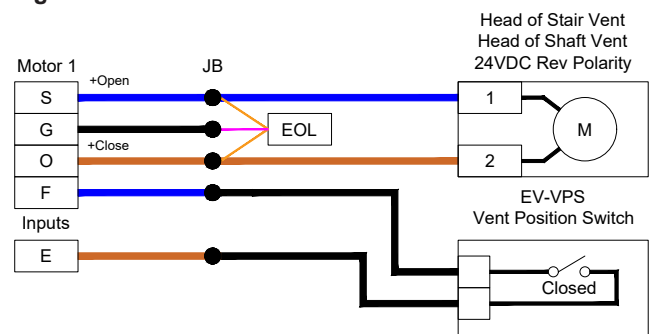 Head of Stair Vent
Head of Shaft Vent
24VDC Rev Polarity
Motor 1
JB
+Open
S
1
G
EOL
M
+Close
O
2
F
EV-VPS
Vent Position Switch
Inputs
E
Closed